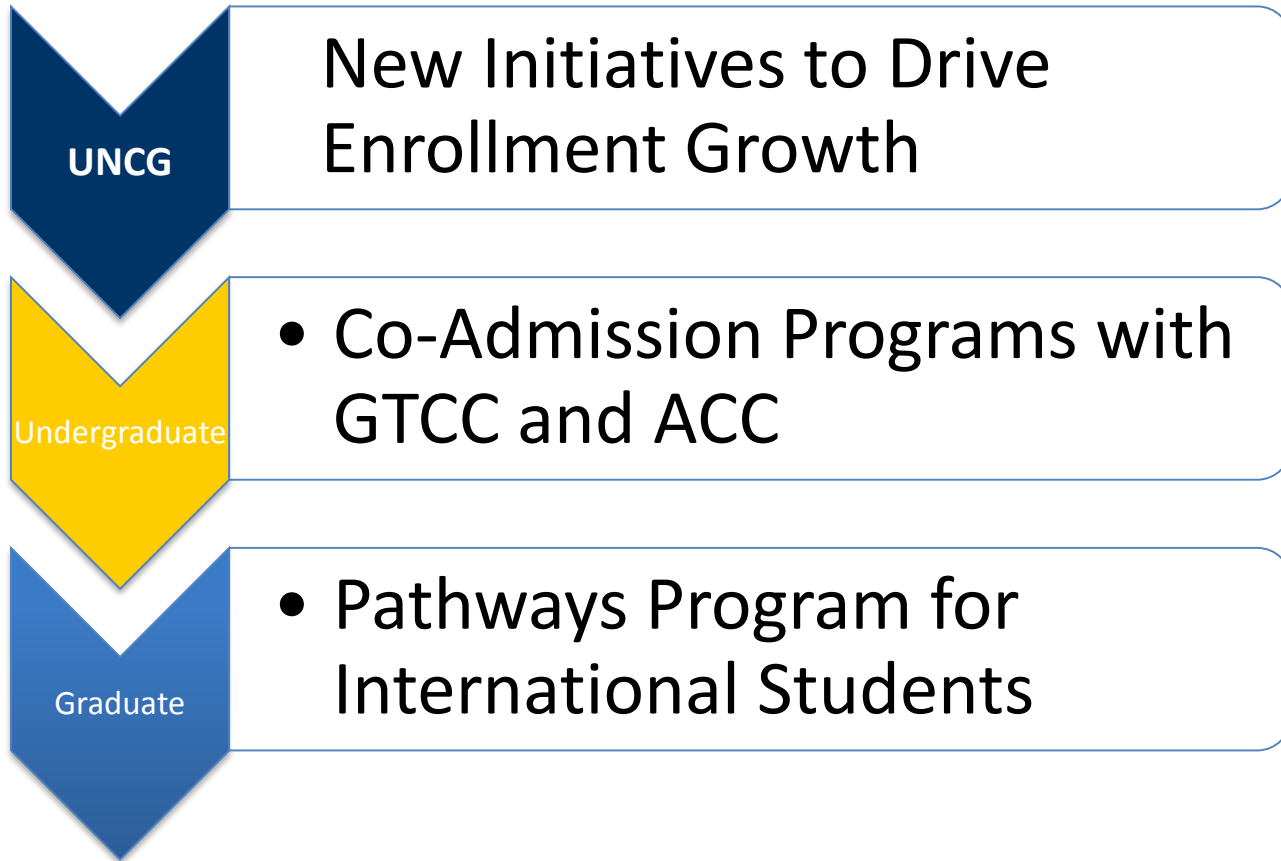 UNCG
New Initiatives to Drive
Enrollment Growth
Undergraduate
• Co-Admission Programs with
GTCC and ACC
Graduate
• Pathways Program for
International Students